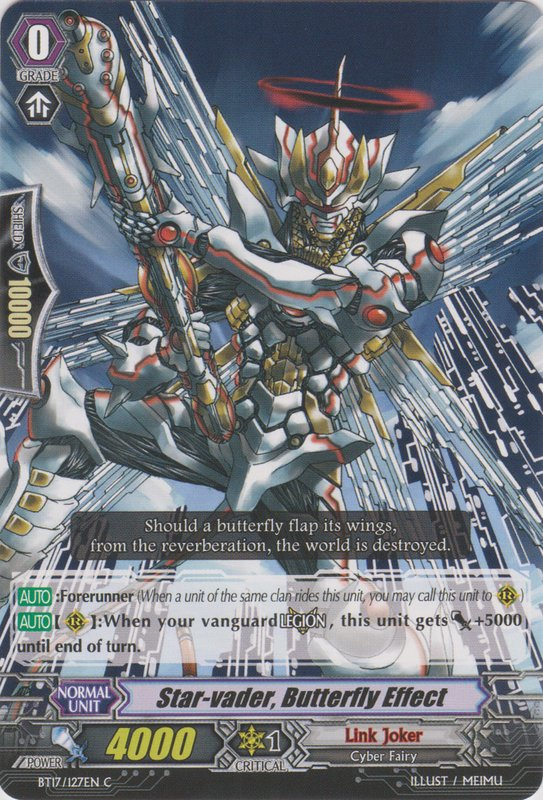 0
GRADE
SHIELD
10000
Should a butterfly flap its wings,
from the reverberation, the world is destroyed.
AUTO :Forerunner (When a unit of the same clan rides this unit, you may call this unit to R.)
AUTO [ R ]:When your vanguard LEGION , this unit gets +5000
until end of turn.
NORMAL
UNIT
Star-vader, Butterfly Effect
POWER
4000
1
CRITICAL
Link Joker
Cyber Fairy
BT17/127EN C
ILLUST / MEIMU